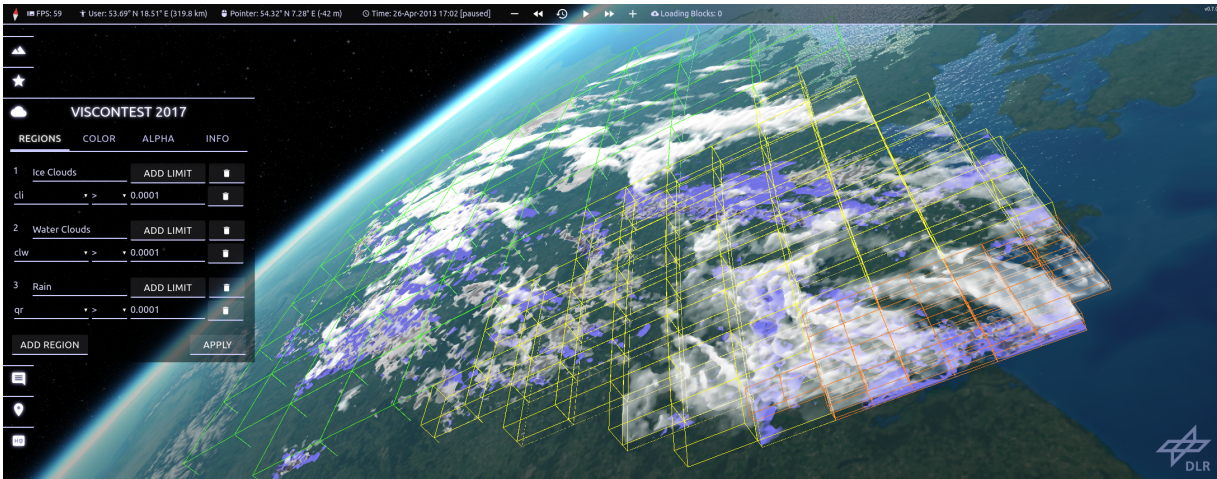 FPS: 59 User: 53.69° N 18.51° E (319.8 km) Pointer: 54.32° N 7.28° E (-42 m) Time: 26-Apr-2013 17:02 [paused] Loading Blocks: 0
VISCONTEST 2017
REGIONS COLOR ALPHA INFO
1 Ice Clouds ADD LIMIT
cli > 0.0001
2 Water Clouds ADD LIMIT
clw > 0.0001
3 Rain ADD LIMIT
qr > 0.0001
ADD REGION APPLY
HQ
DLR